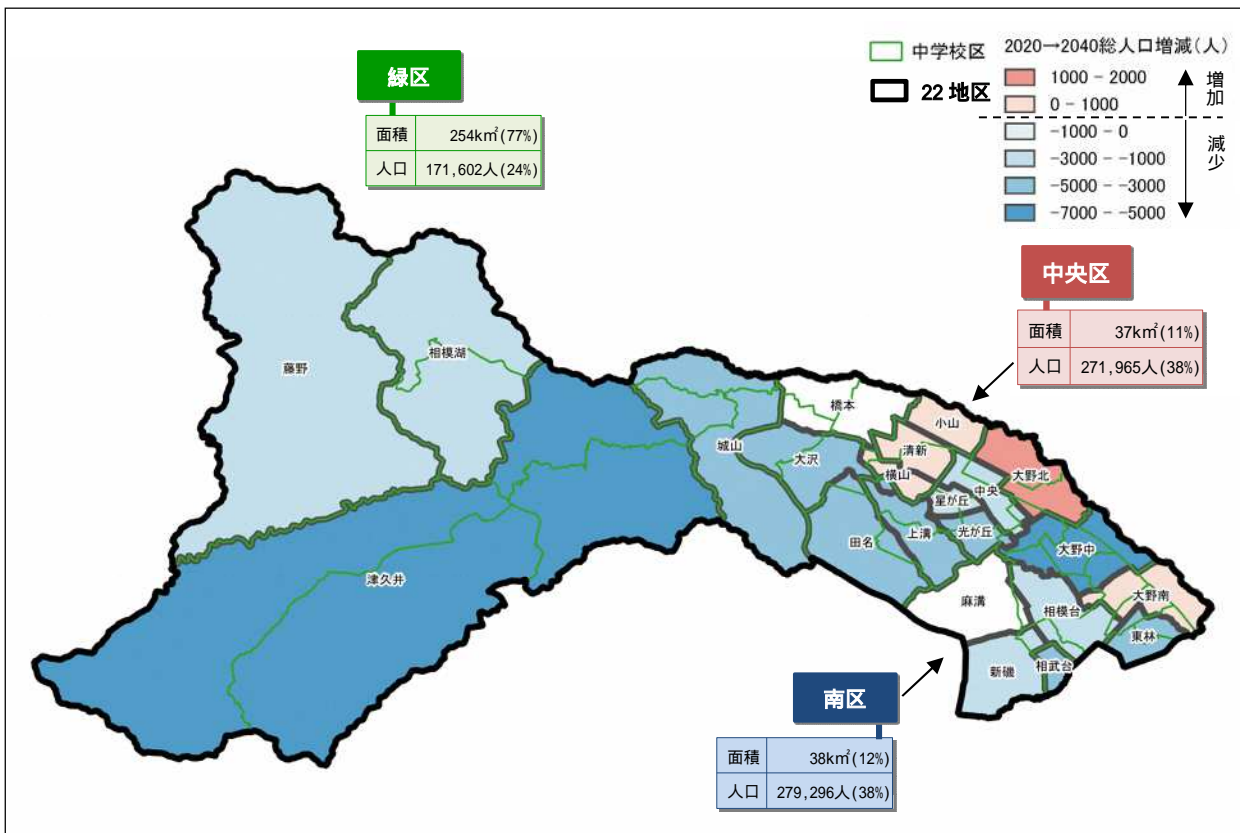 緑区
面積 254k㎡(77%)
人口 171,602人(24%)
中学校区
22地区
2020→2040総人口増減(人)
1000 - 2000
0 - 1000
-1000 - 0
-3000 - -1000
-5000 - -3000
-7000 - -5000
増加
減少
中央区
面積 37k㎡(11%)
人口 271,965人(38%)
藤野
相模湖
津久井
城山
橋本
大沢
小山
清新
横山
大野北
中央
星が丘
上溝
光が丘
田名
大野中
麻溝
相模台
大野南
東林
新磯
相武台
南区
面積 38k㎡(12%)
人口 279,296人(38%)